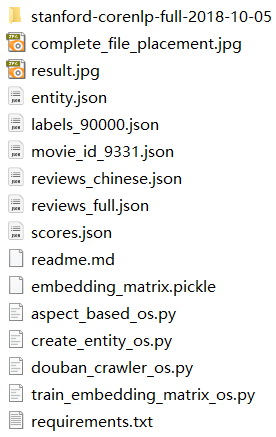 stanford-corenlp-full-2018-10-05
complete_file_placement.jpg
result.jpg
entity.json
labels_90000.json
movie_id_9331.json
reviews_chinese.json
reviews_full.json
scores.json
readme.md
embedding_matrix.pickle
aspect_based_os.py
create_entity_os.py
douban_crawler_os.py
train_embedding_matrix_os.py
requirements.txt